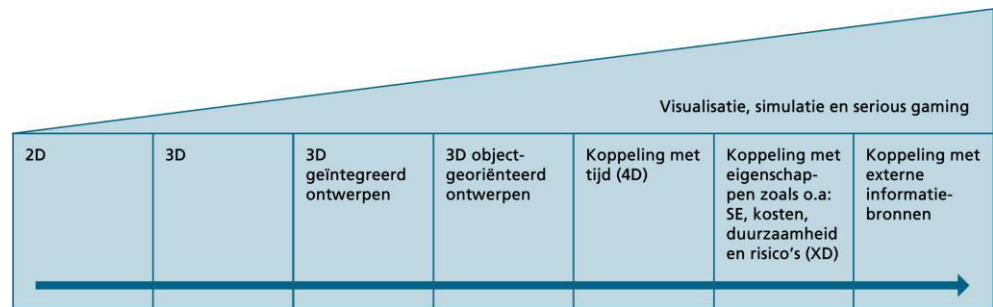 Visualisatie, simulatie en serious gaming
2D
3D
3D
geïntegreerd
ontwerpen
3D object-
georiënteerd
ontwerpen
Koppeling met
tijd (4D)
Koppeling met
eigenschap-
pen zoals o.a:
SE, kosten,
duurzaamheid
en risico's (XD)
Koppeling met
externe
informatie-
bronnen